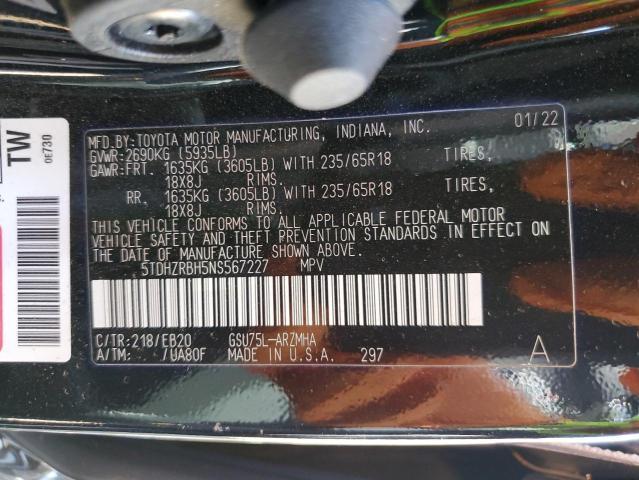 MFD.BY:TOYOTA MOTOR MANUFACTURING, INDIANA, INC. 01/22
GVWR:2690KG (5935LB)
GAWR:FRT. 1635KG (3605LB) WITH 235/65R18 TIRES,
18X8J RIMS.
RR. 1635KG (3605LB) WITH 235/65R18 TIRES,
18X8J RIMS.
THIS VEHICLE CONFORMS TO ALL APPLICABLE FEDERAL MOTOR
VEHICLE SAFETY AND THEFT PREVENTION STANDARDS IN EFFECT ON
THE DATE OF MANUFACTURE SHOWN ABOVE.
5TDHZRBH5NS567227 MPV
C/TR:218/EB20 GSU75L-ARZMHA
A/TM: /UA80F MADE IN U.S.A. 297 A
TW
0E730